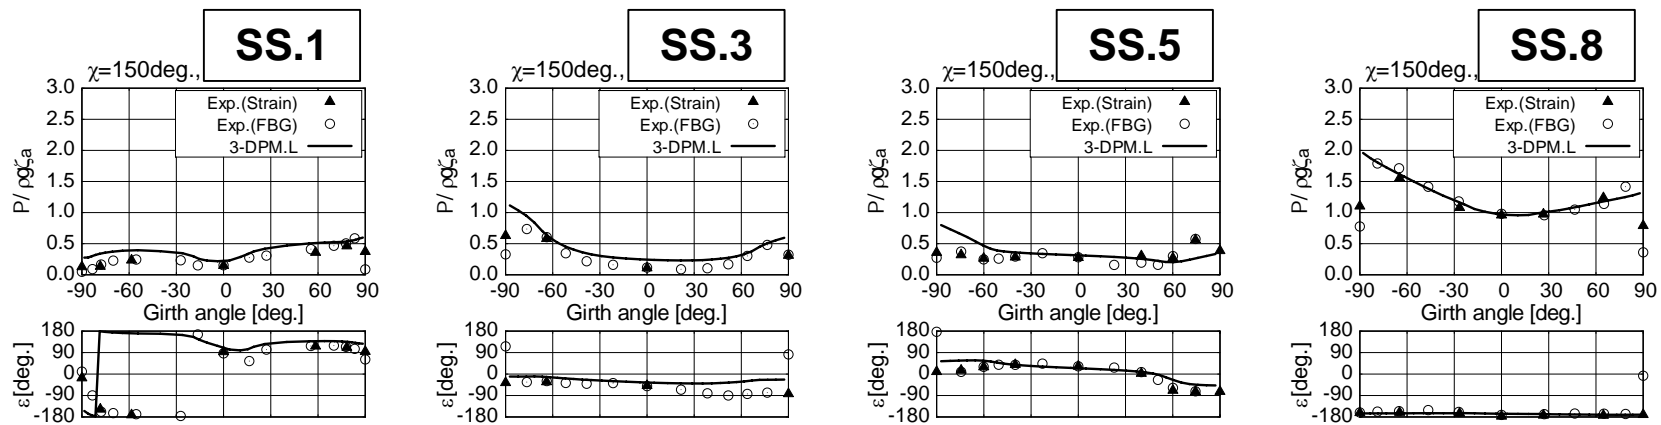 SS.1
χ=150deg.,
3.0
2.5
2.0
1.5
1.0
0.5
0.0
P/ ρgζa
Exp.(Strain)
Exp.(FBG)
3-DPM.L
-90 -60 -30 0 30 60 90
Girth angle [deg.]
180
90
0
-90
-180
ε[deg.]
SS.3
χ=150deg.,
3.0
2.5
2.0
1.5
1.0
0.5
0.0
P/ ρgζa
Exp.(Strain)
Exp.(FBG)
3-DPM.L
-90 -60 -30 0 30 60 90
Girth angle [deg.]
180
90
0
-90
-180
ε[deg.]
SS.5
χ=150deg.,
3.0
2.5
2.0
1.5
1.0
0.5
0.0
P/ ρgζa
Exp.(Strain)
Exp.(FBG)
3-DPM.L
-90 -60 -30 0 30 60 90
Girth angle [deg.]
180
90
0
-90
-180
ε[deg.]
SS.8
χ=150deg.,
3.0
2.5
2.0
1.5
1.0
0.5
0.0
P/ ρgζa
Exp.(Strain)
Exp.(FBG)
3-DPM.L
-90 -60 -30 0 30 60 90
Girth angle [deg.]
180
90
0
-90
-180
ε[deg.]